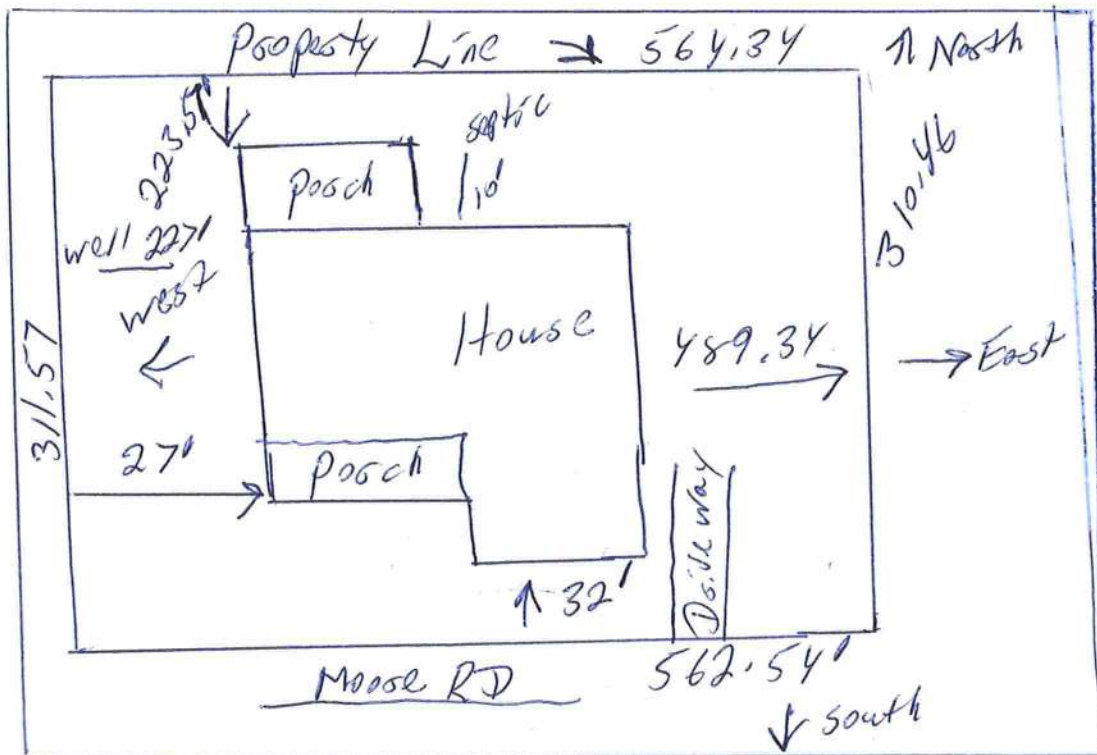 Property Line → 564.34
↑ North
223.5'
Porch
septic
10'
well 227'
West
←
311.57
House
310.46
489.34
→ East
27'
Porch
Driveway
↑ 32'
562.54'
Moore RD
↓ South